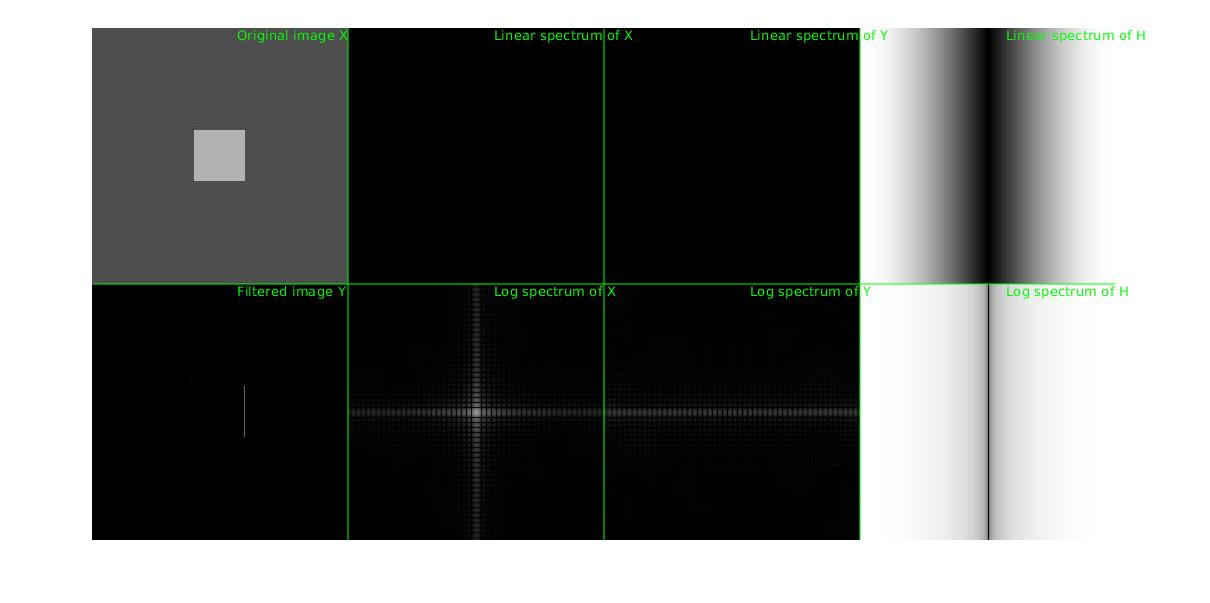 Original image X
Linear spectrum of X
Linear spectrum of Y
Linear spectrum of H
Filtered image Y
Log spectrum of X
Log spectrum of Y
Log spectrum of H